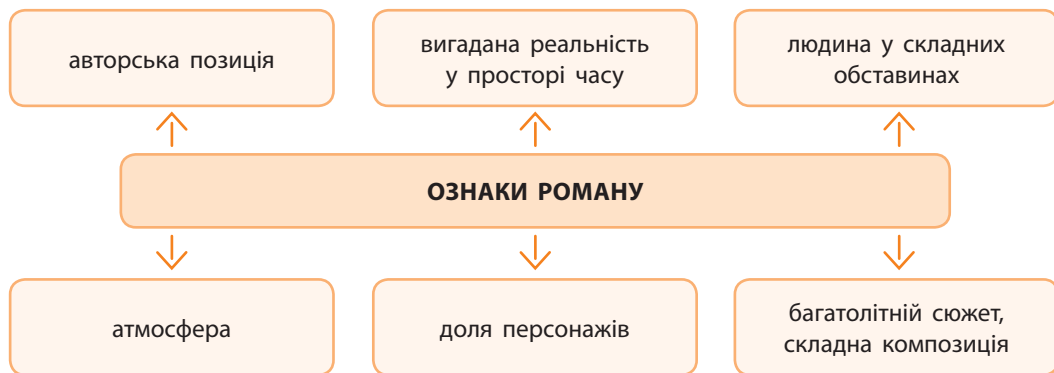 авторська позиція
вигадана реальність
у просторі часу
людина у складних
обставинах
ОЗНАКИ РОМАНУ
атмосфера
доля персонажів
багатолітній сюжет,
складна композиція